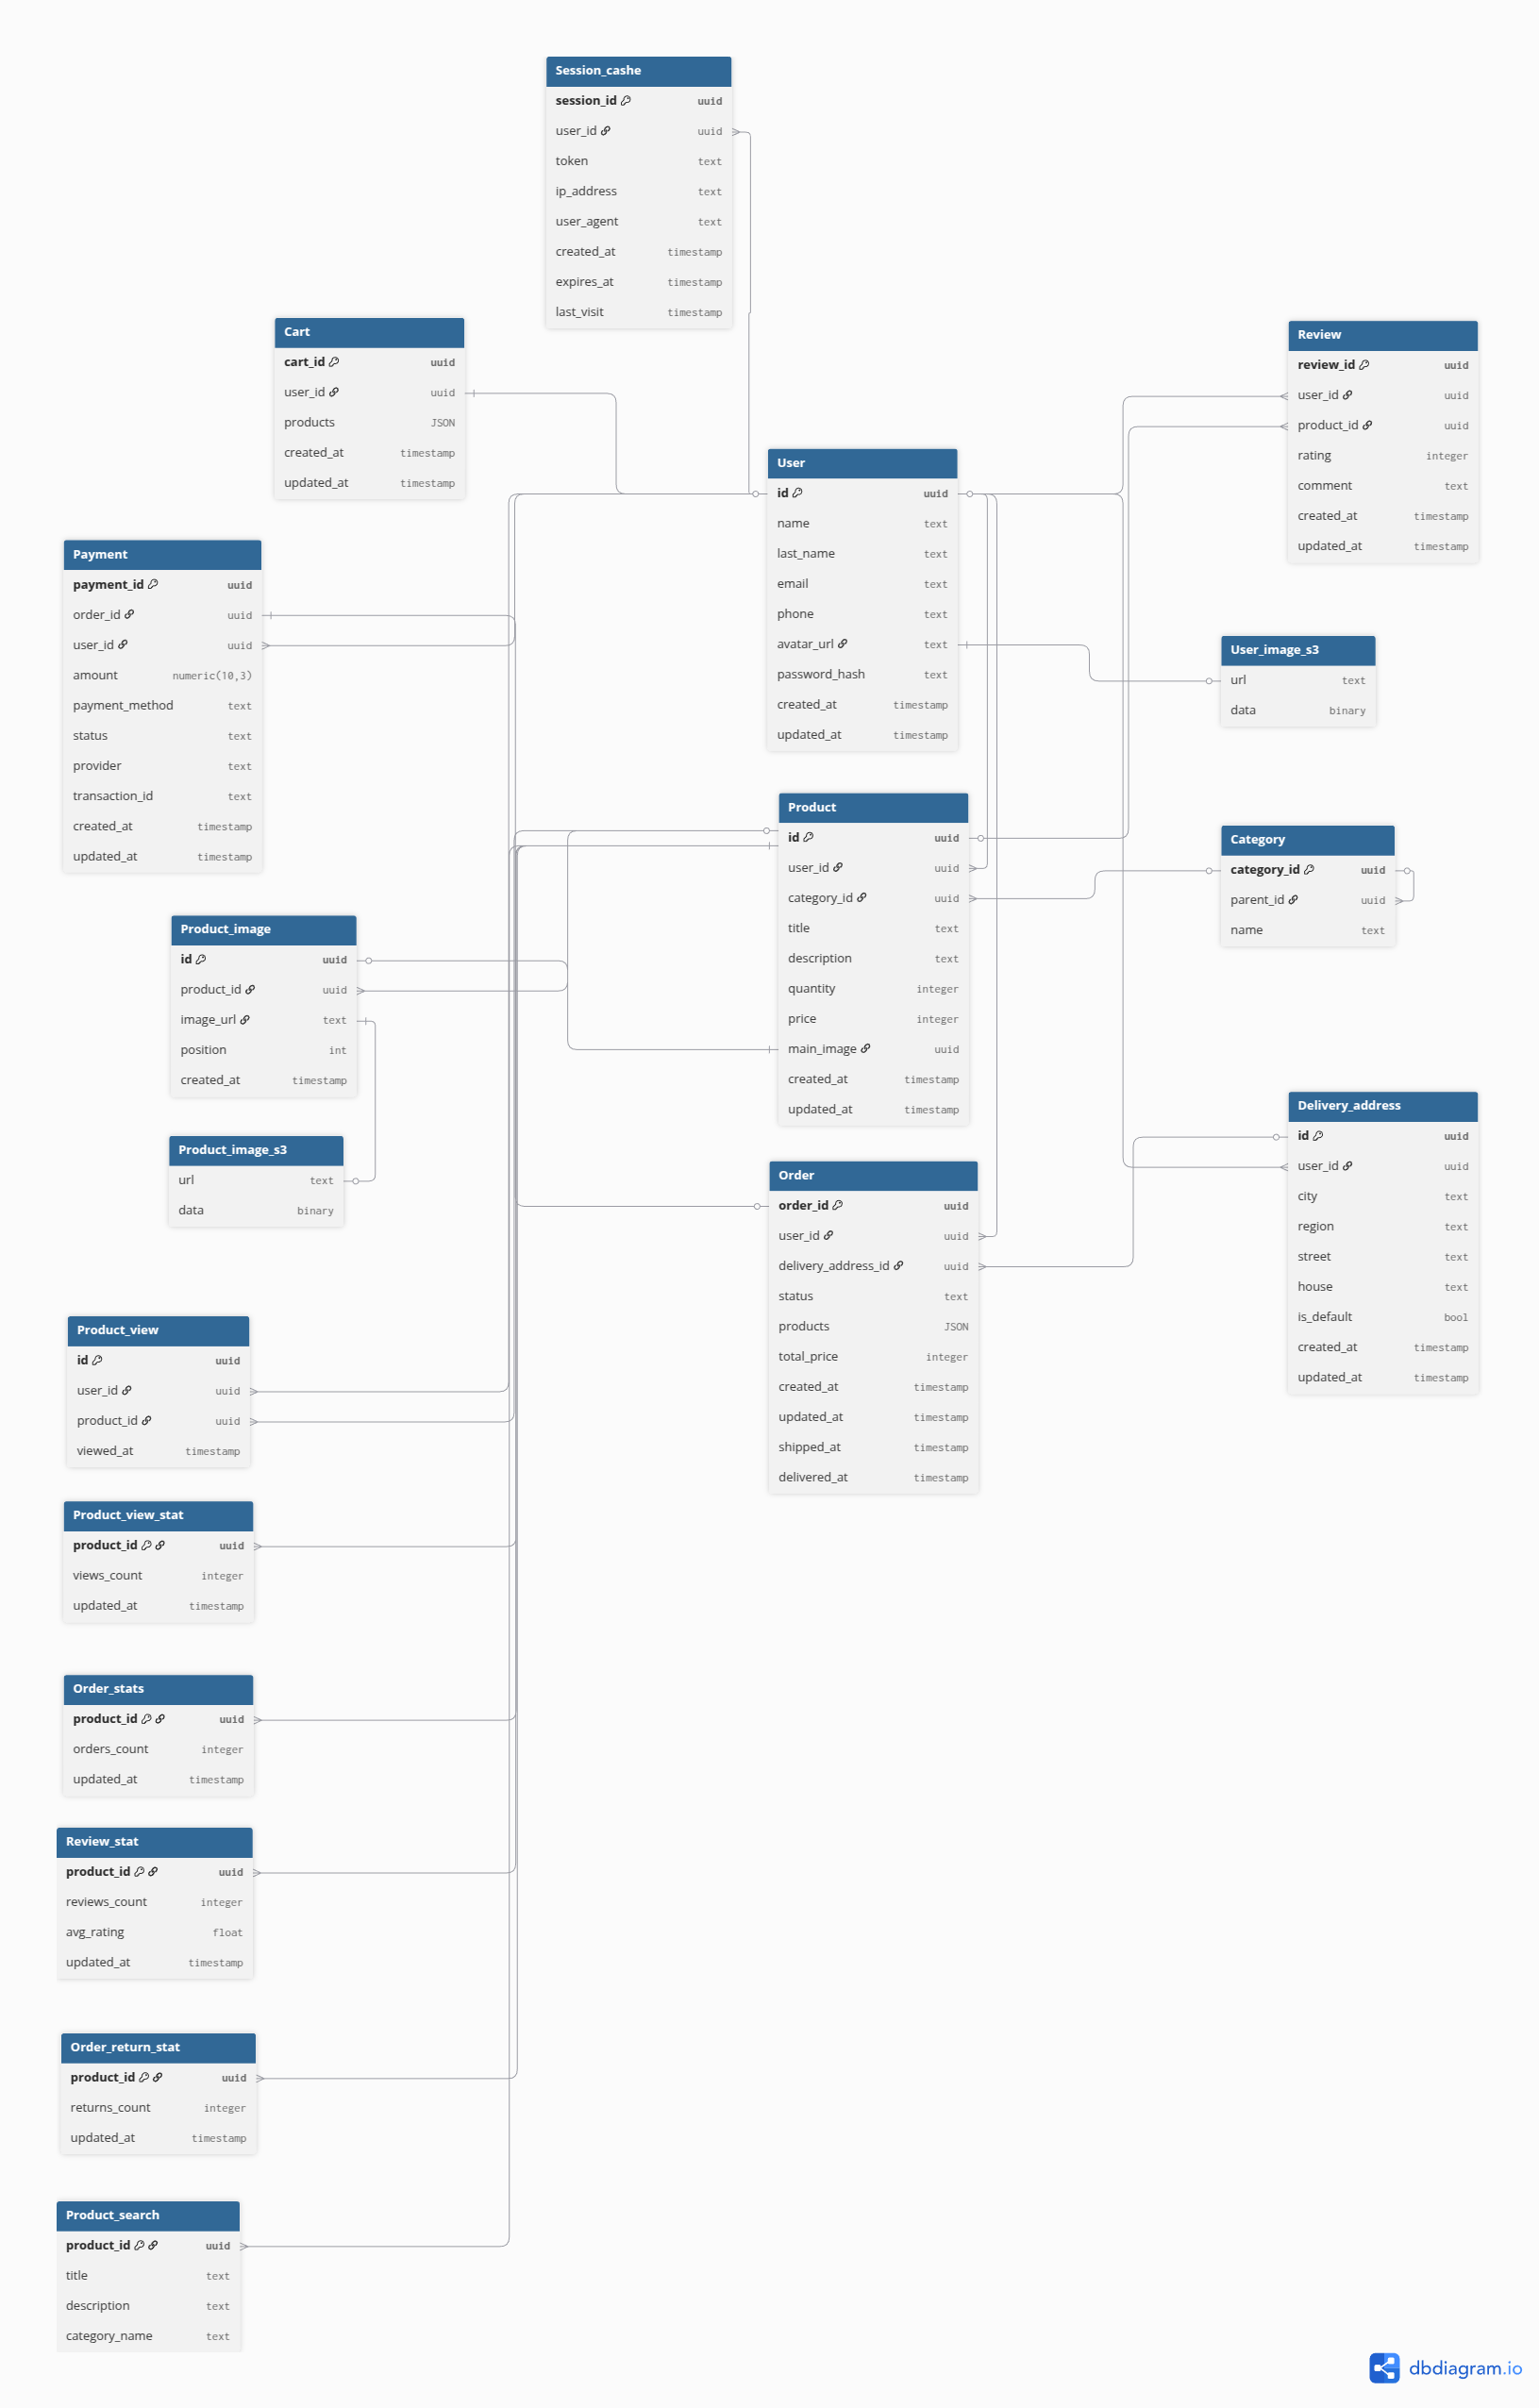 Session_cashe
session_id uuid
user_id uuid
token text
ip_address text
user_agent text
created_at timestamp
expires_at timestamp
last_visit timestamp
Cart
cart_id uuid
user_id uuid
products JSON
created_at timestamp
updated_at timestamp
Review
review_id uuid
user_id uuid
product_id uuid
rating integer
comment text
created_at timestamp
updated_at timestamp
User
id uuid
name text
last_name text
email text
phone text
avatar_url text
password_hash text
created_at timestamp
updated_at timestamp
Payment
payment_id uuid
order_id uuid
user_id uuid
amount numeric(10,3)
payment_method text
status text
provider text
transaction_id text
created_at timestamp
updated_at timestamp
User_image_s3
url text
data binary
Product
id uuid
user_id uuid
category_id uuid
title text
description text
quantity integer
price integer
main_image uuid
created_at timestamp
updated_at timestamp
Category
category_id uuid
parent_id uuid
name text
Product_image
id uuid
product_id uuid
image_url text
position int
created_at timestamp
Product_image_s3
url text
data binary
Delivery_address
id uuid
user_id uuid
city text
region text
street text
house text
is_default bool
created_at timestamp
updated_at timestamp
Order
order_id uuid
user_id uuid
delivery_address_id uuid
status text
products JSON
total_price integer
created_at timestamp
updated_at timestamp
shipped_at timestamp
delivered_at timestamp
Product_view
id uuid
user_id uuid
product_id uuid
viewed_at timestamp
Product_view_stat
product_id uuid
views_count integer
updated_at timestamp
Order_stats
product_id uuid
orders_count integer
updated_at timestamp
Review_stat
product_id uuid
reviews_count integer
avg_rating float
updated_at timestamp
Order_return_stat
product_id uuid
returns_count integer
updated_at timestamp
Product_search
product_id uuid
title text
description text
category_name text
dbdiagram.io